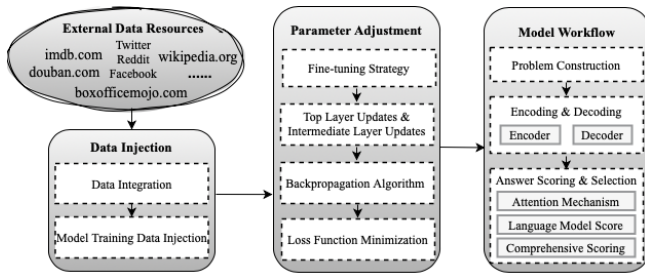 External Data Resources
Twitter
imdb.com Reddit wikipedia.org
douban.com Facebook ......
boxofficemojo.com
Data Injection
Data Integration
Model Training Data Injection
Parameter Adjustment
Fine-tuning Strategy
Top Layer Updates &
Intermediate Layer Updates
Backpropagation Algorithm
Loss Function Minimization
Model Workflow
Problem Construction
Encoding & Decoding
Encoder Decoder
Answer Scoring & Selection
Attention Mechanism
Language Model Score
Comprehensive Scoring